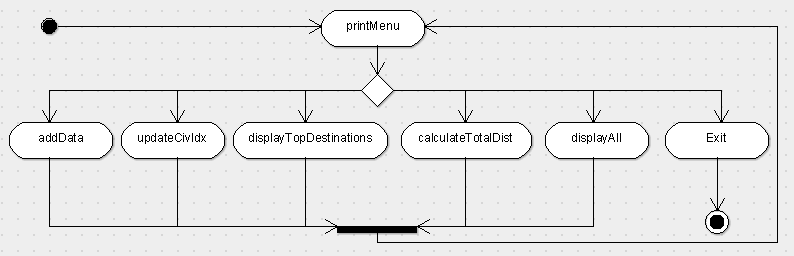 printMenu
addData
updateCivIdx
displayTopDestinations
calculateTotalDist
displayAll
Exit